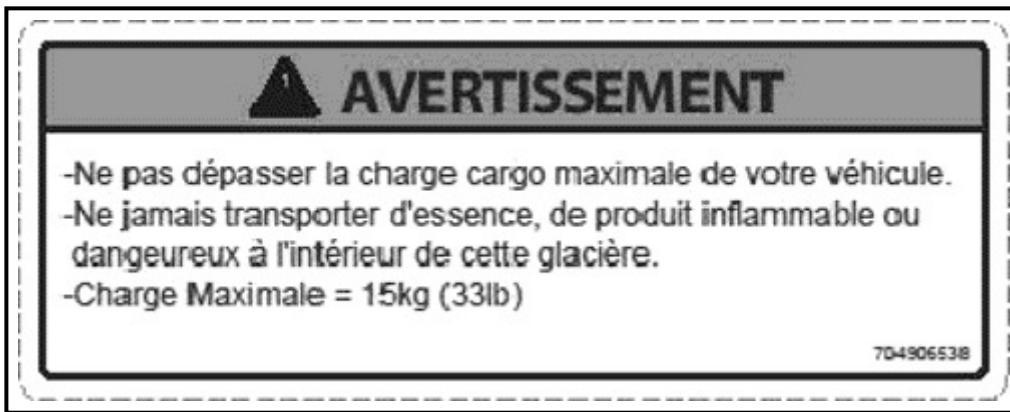 AVERTISSEMENT
-Ne pas dépasser la charge cargo maximale de votre véhicule.
-Ne jamais transporter d'essence, de produit inflammable ou
dangeureux à l'intérieur de cette glacière.
-Charge Maximale = 15kg (33lb)
704906538